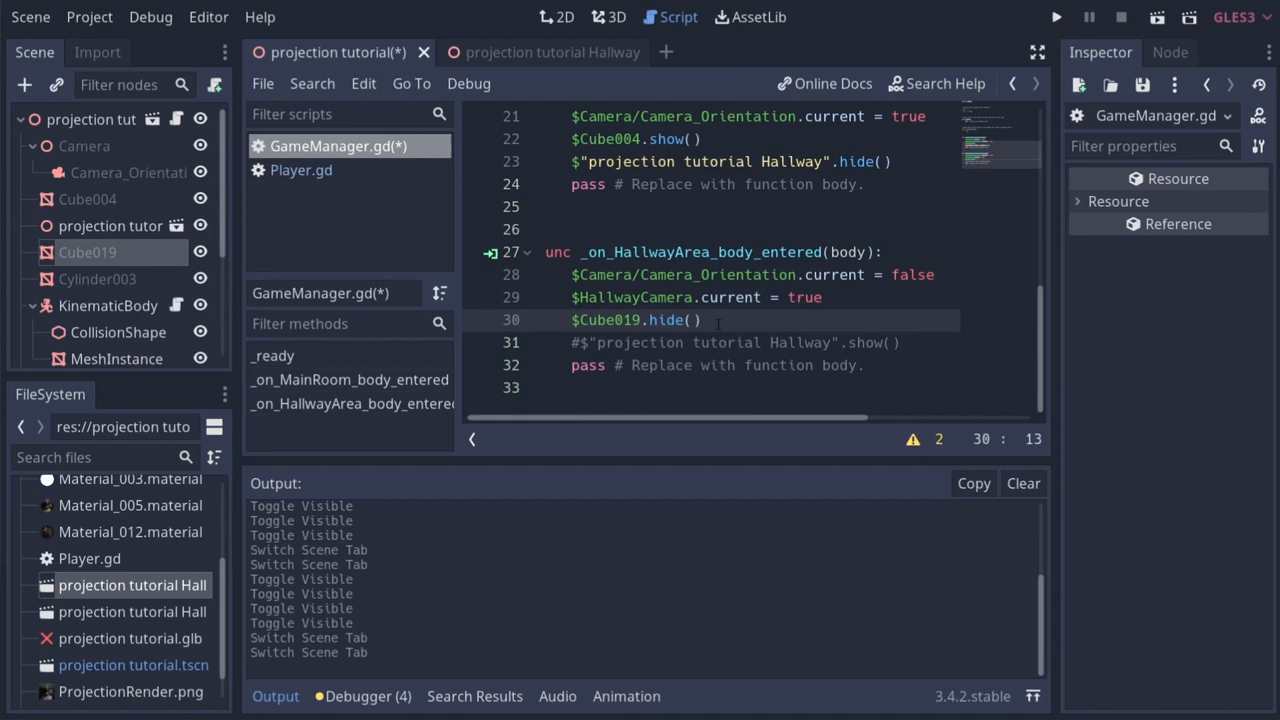 Scene Project Debug Editor Help 2D 3D Script AssetLib GLES3
Scene Import
Filter nodes
projection tut
Camera
Camera_Orientati
Cube004
projection tutor
Cube019
Cylinder003
KinematicBody
CollisionShape
MeshInstance
FileSystem
res://projection tuto
Search files
Material_003.material
Material_005.material
Material_012.material
Player.gd
projection tutorial Hall
projection tutorial Hall
projection tutorial.glb
projection tutorial.tscn
ProjectionRender.png
projection tutorial(*) projection tutorial Hallway
File Search Edit Go To Debug Online Docs Search Help
Filter scripts
GameManager.gd(*)
Player.gd
GameManager.gd(*)
Filter methods
_ready
_on_MainRoom_body_entered
_on_HallwayArea_body_entered
21 $Camera/Camera_Orientation.current = true
22 $Cube004.show()
23 $"projection tutorial Hallway".hide()
24 pass # Replace with function body.
25
26
27 unc _on_HallwayArea_body_entered(body):
28 $Camera/Camera_Orientation.current = false
29 $HallwayCamera.current = true
30 $Cube019.hide()
31 #$"projection tutorial Hallway".show()
32 pass # Replace with function body.
33
2 30 : 13
Output: Copy Clear
Toggle Visible
Toggle Visible
Toggle Visible
Switch Scene Tab
Switch Scene Tab
Toggle Visible
Toggle Visible
Toggle Visible
Toggle Visible
Switch Scene Tab
Switch Scene Tab
Output Debugger (4) Search Results Audio Animation 3.4.2.stable
Inspector Node
GameManager.gd
Filter properties
Resource
Resource
Reference